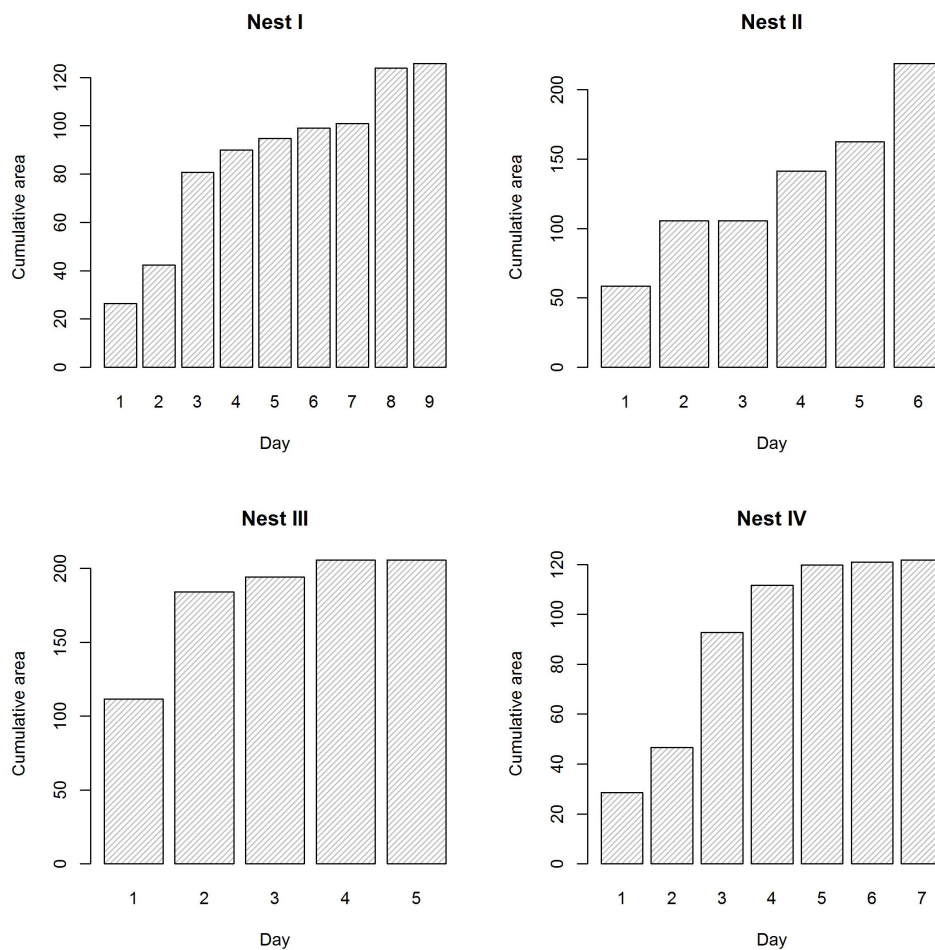 Nest I
Cumulative area
0 20 40 60 80 100 120
1 2 3 4 5 6 7 8 9
Day
Nest II
Cumulative area
0 50 100 150 200
1 2 3 4 5 6
Day
Nest III
Cumulative area
0 50 100 150 200
1 2 3 4 5
Day
Nest IV
Cumulative area
0 20 40 60 80 100 120
1 2 3 4 5 6 7
Day